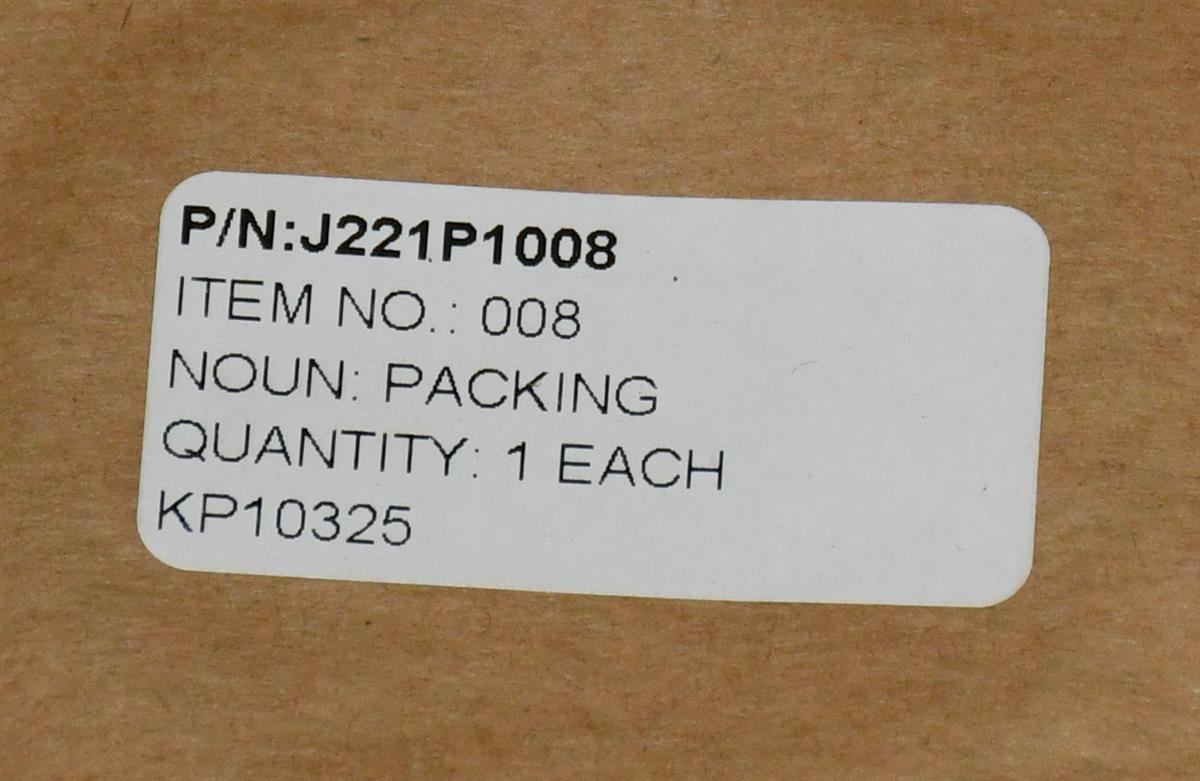 P/N:J221P1008
ITEM NO.: 008
NOUN: PACKING
QUANTITY: 1 EACH
KP10325